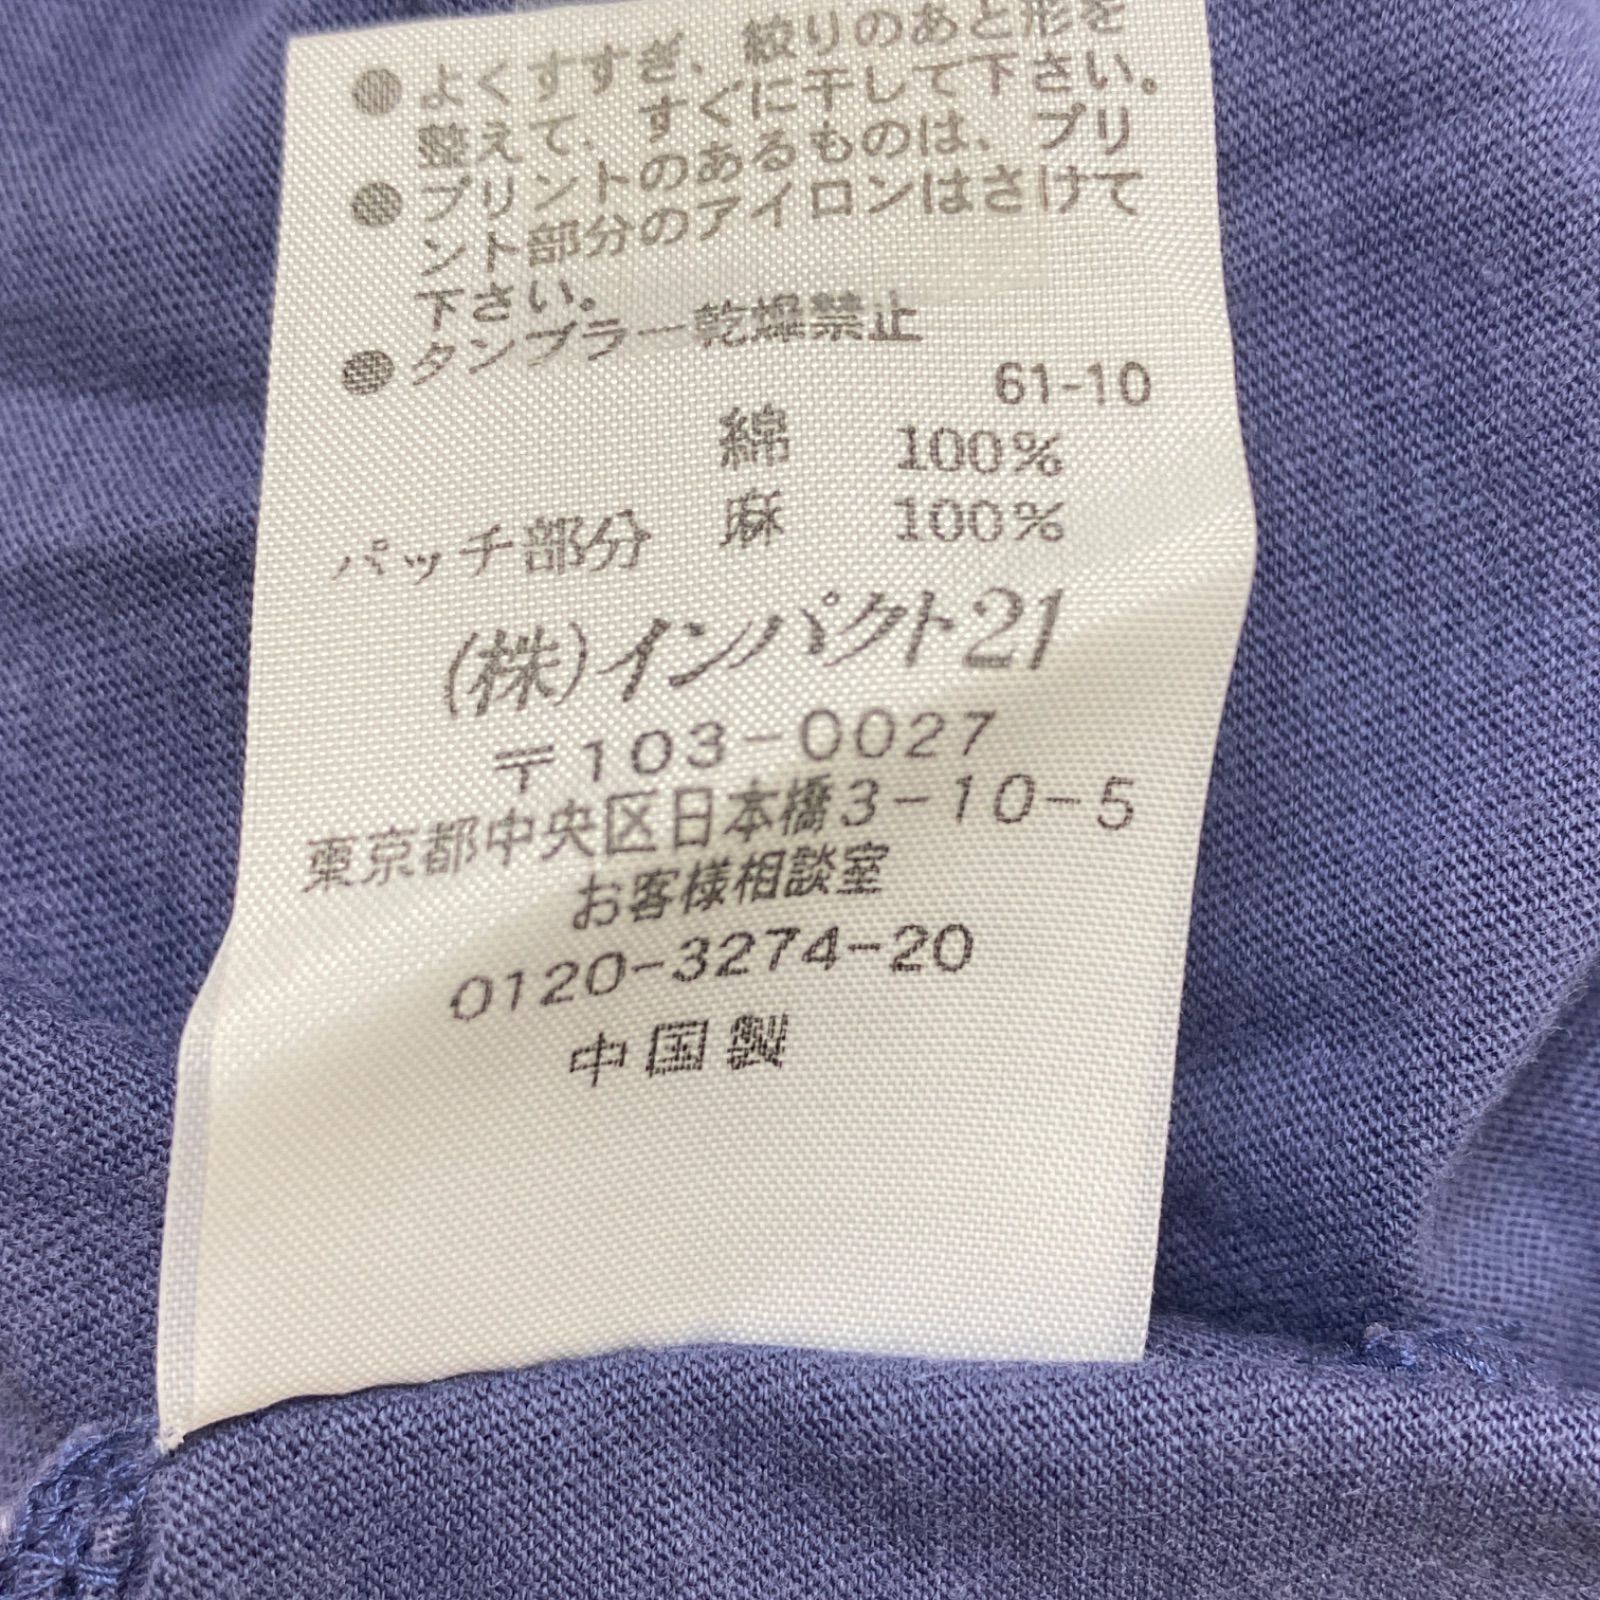 ●よくすすぎ、絞りのあと形を
整えて、すぐに干して下さい。
●プリントのあるものは、プリ
ント部分のアイロンはさけて
下さい。
●タンブラー乾燥禁止
61-10
綿 100%
パッチ部分 麻 100%
(株)インパクト21
〒103-0027
東京都中央区日本橋3-10-5
お客様相談室
0120-3274-20
中国製